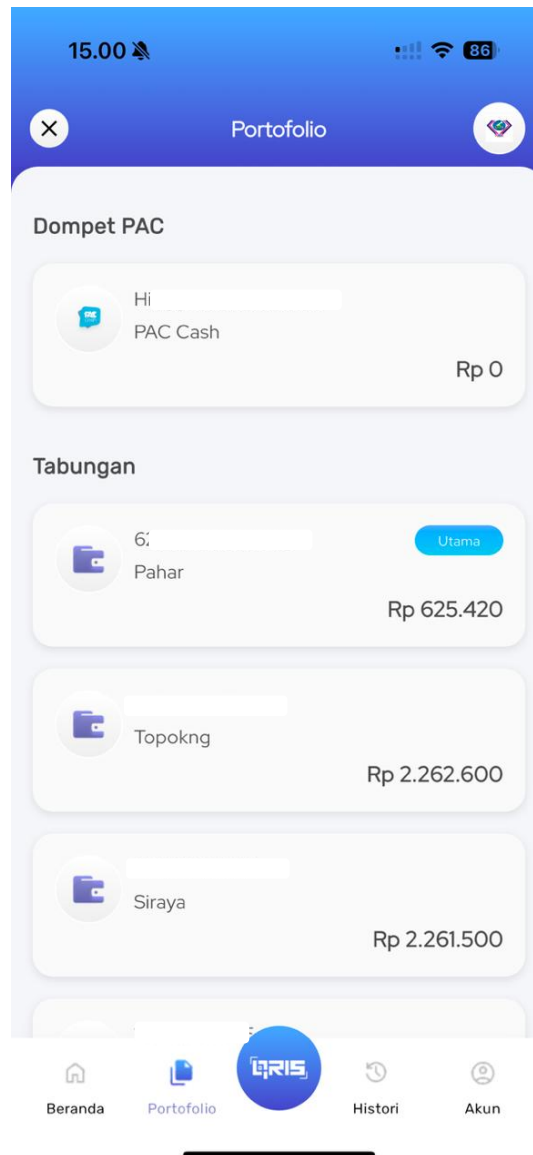 15.00
86
Portofolio
Dompet PAC
Hi
PAC Cash
Rp 0
Tabungan
Utama
Pahar
Rp 625.420
Topokng
Rp 2.262.600
Siraya
Rp 2.261.500
QRIS
Beranda
Portofolio
Histori
Akun